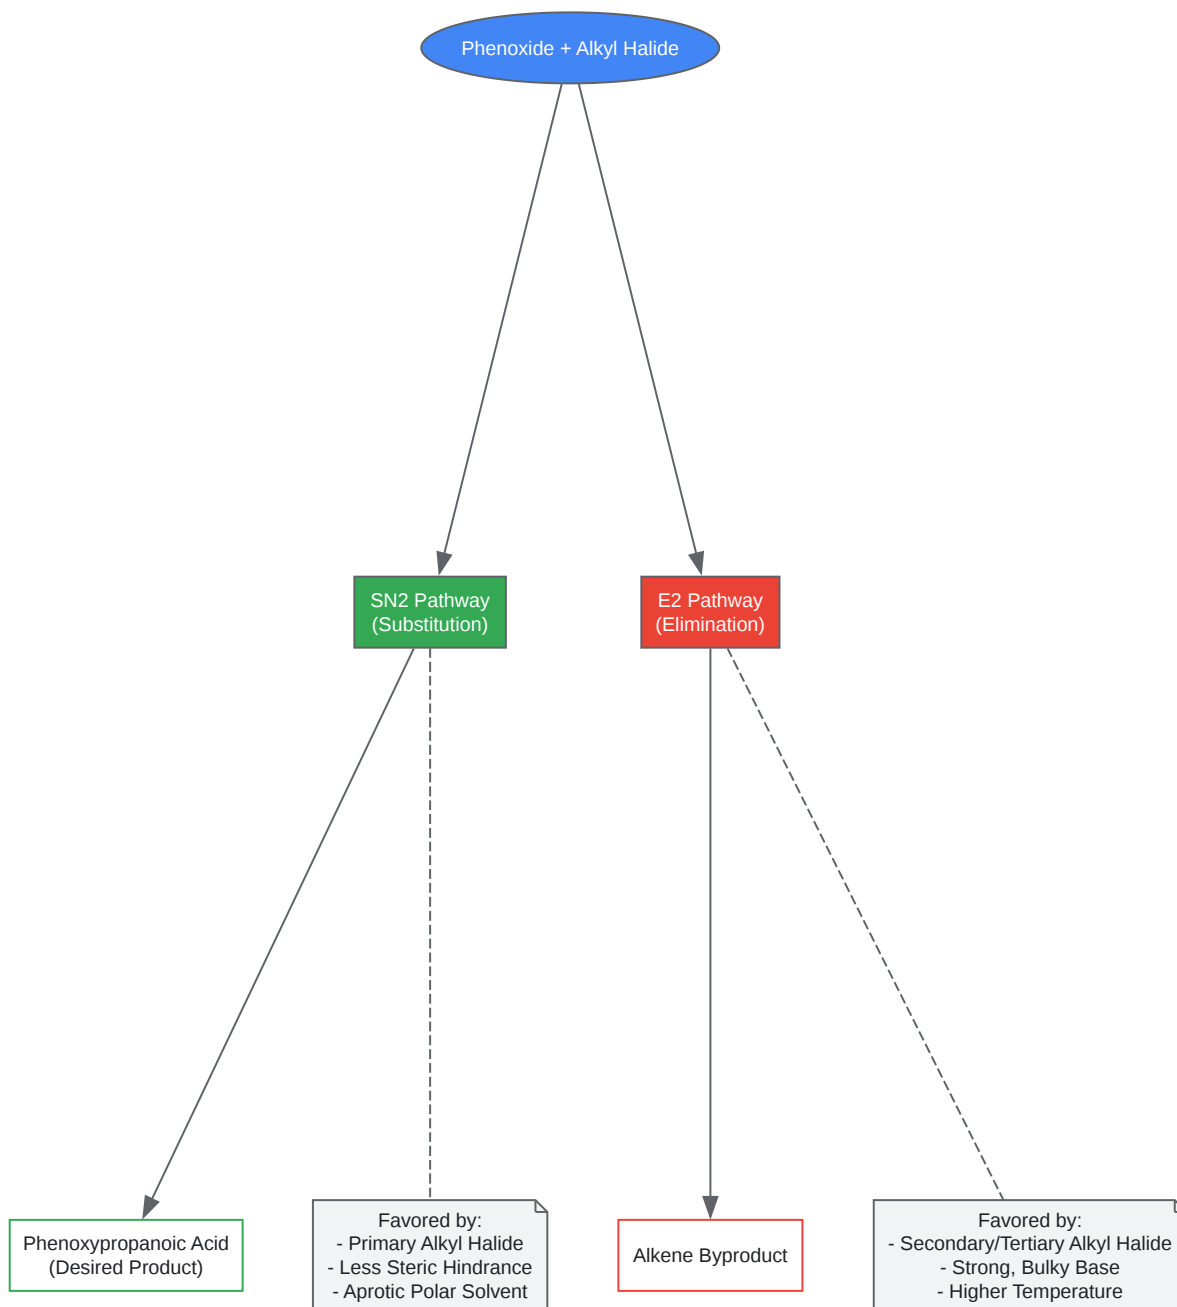 Phenoxide + Alkyl Halide
SN2 Pathway
(Substitution)
E2 Pathway
(Elimination)
Phenoxypropanoic Acid
(Desired Product)
Favored by:
- Primary Alkyl Halide
- Less Steric Hindrance
- Aprotic Polar Solvent
Alkene Byproduct
Favored by:
- Secondary/Tertiary Alkyl Halide
- Strong, Bulky Base
- Higher Temperature